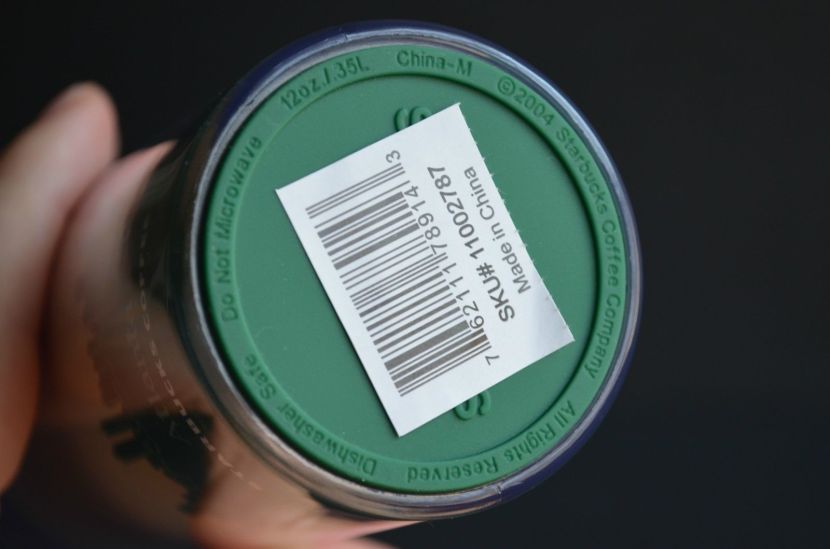 12oz./.35L
China-M
©2004 Starbucks Coffee Company
All Rights Reserved
Dishwasher Safe
Do Not Microwave
7 62111 78914 3
SKU# 11002787
Made in China